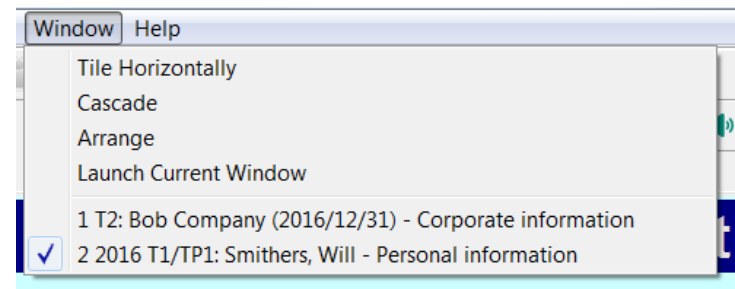 Window Help
Tile Horizontally
Cascade
Arrange
Launch Current Window
1 T2: Bob Company (2016/12/31) - Corporate information
2 2016 T1/TP1: Smithers, Will - Personal information
t